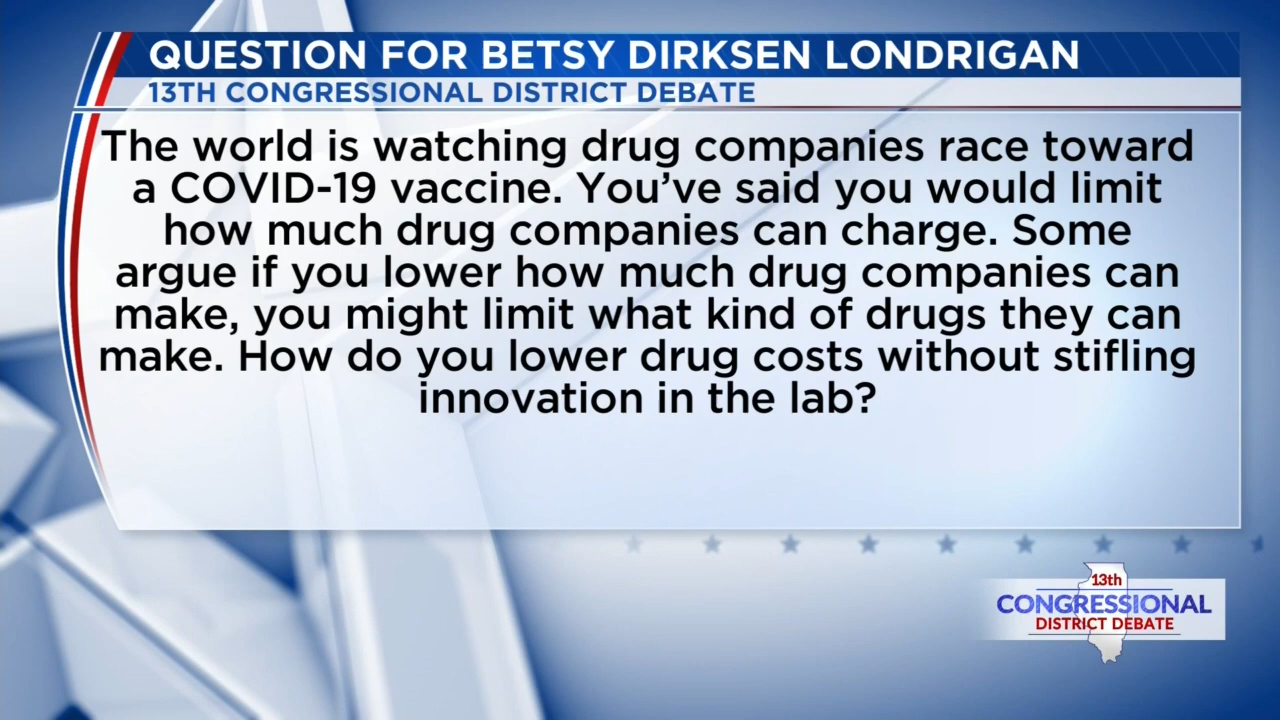 QUESTION FOR BETSY DIRKSEN LONDRIGAN
13TH CONGRESSIONAL DISTRICT DEBATE
The world is watching drug companies race toward
a COVID-19 vaccine. You’ve said you would limit
how much drug companies can charge. Some
argue if you lower how much drug companies can
make, you might limit what kind of drugs they can
make. How do you lower drug costs without stifling
innovation in the lab?
13th
CONGRESSIONAL
DISTRICT DEBATE